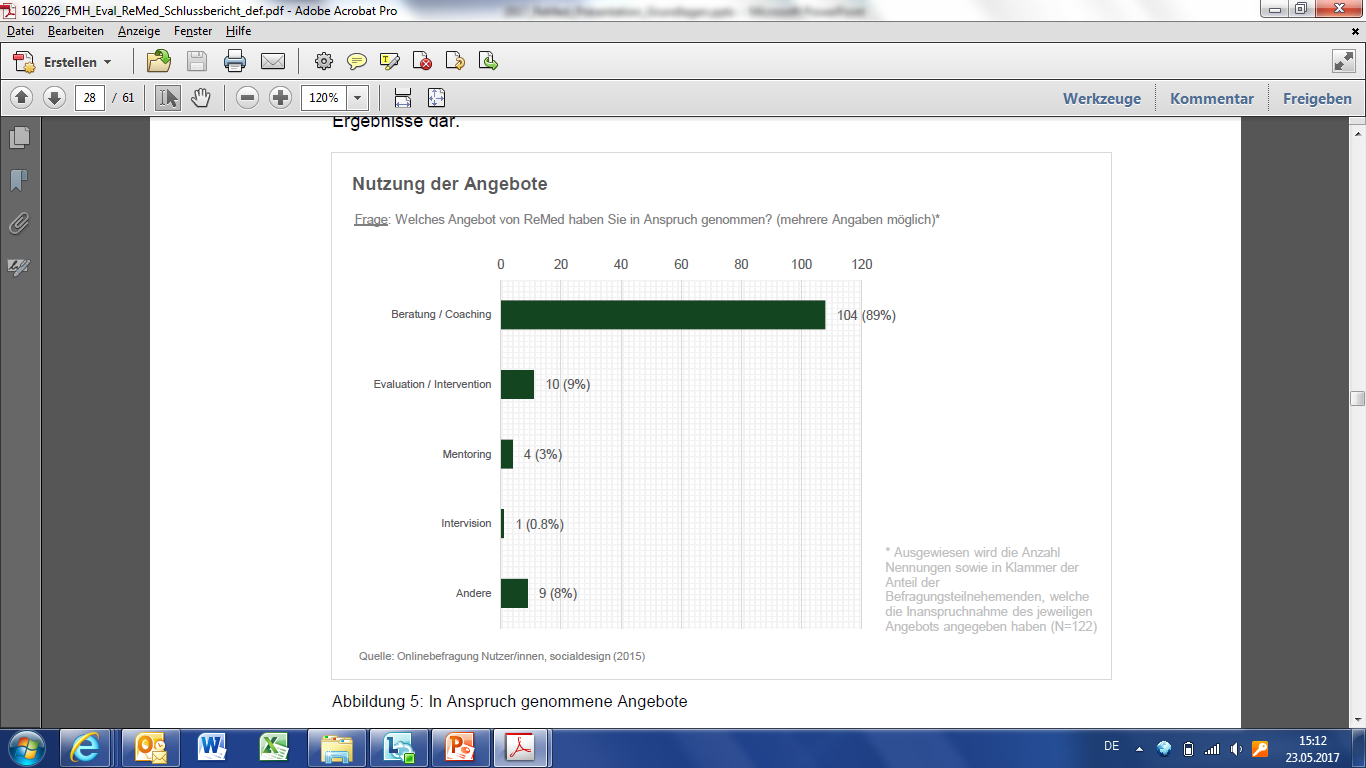 160226_FMH_Eval_ReMed_Schlussbericht_def.pdf - Adobe Acrobat Pro
Datei Bearbeiten Anzeige Fenster Hilfe
Erstellen
28 / 61
120%
Werkzeuge Kommentar Freigeben
Ergebnisse dar.
Nutzung der Angebote
Frage: Welches Angebot von ReMed haben Sie in Anspruch genommen? (mehrere Angaben möglich)*
0 20 40 60 80 100 120
Beratung / Coaching 104 (89%)
Evaluation / Intervention 10 (9%)
Mentoring 4 (3%)
Intervision 1 (0.8%)
Andere 9 (8%)
* Ausgewiesen wird die Anzahl
Nennungen sowie in Klammer der
Anteil der
Befragungsteilnehemenden, welche
die Inanspruchnahme des jeweiligen
Angebots angegeben haben (N=122)
Quelle: Onlinebefragung Nutzer/innen, socialdesign (2015)
Abbildung 5: In Anspruch genommene Angebote
DE
15:12
23.05.2017